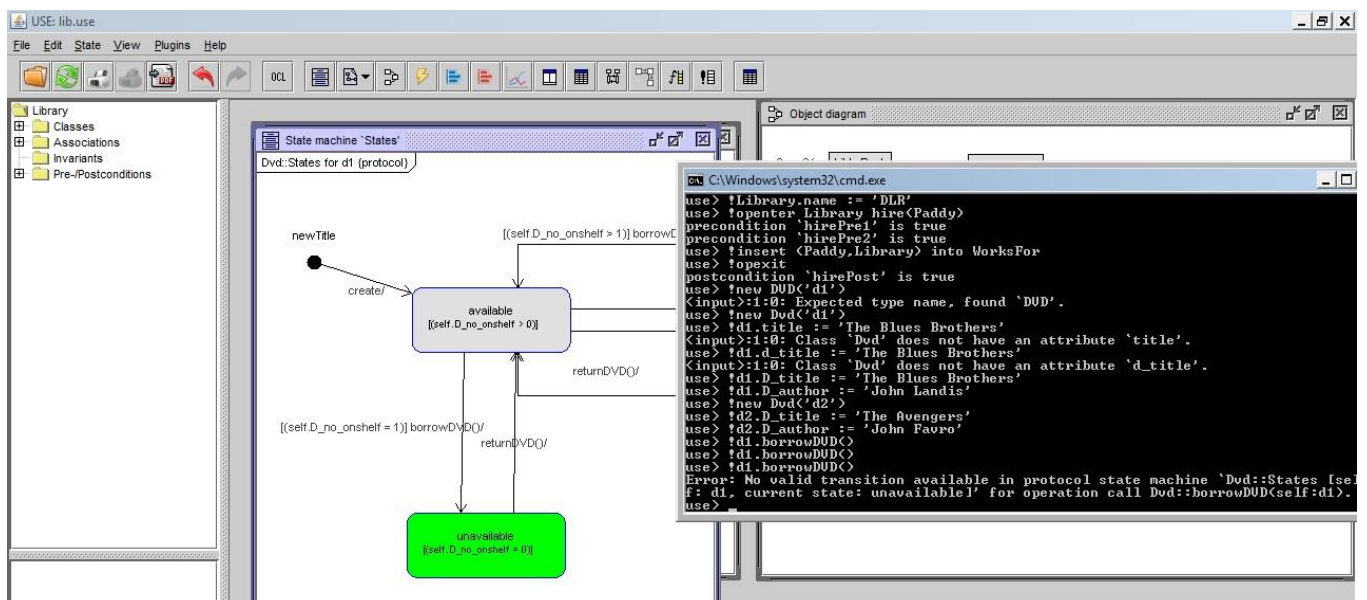 USE: lib.use
File Edit State View Plugins Help
OCL
PDF
Library
Classes
Associations
Invariants
Pre-/Postconditions
State machine `States'
Dvd::States for d1 {protocol}
newTitle
create/
[(self.D_no_onshelf > 1)]
available
[(self.D_no_onshelf > 0)]
returnDVD()/
[(self.D_no_onshelf = 1)] borrowDVD()/
returnDVD()/
unavailable
[(self.D_no_onshelf = 0)]
Object diagram
C:\Windows\system32\cmd.exe
use> !Library.name := 'DLR'
use> !openter Library hire(Paddy)
precondition `hirePre1' is true
precondition `hirePre2' is true
use> !insert (Paddy,Library) into WorksFor
use> !opexit
postcondition `hirePost' is true
use> !new DVD('d1')
<input>:1:0: Expected type name, found `DVD'.
use> !new Dvd('d1')
use> !d1.title := 'The Blues Brothers'
<input>:1:0: Class `Dvd' does not have an attribute `title'.
use> !d1.d_title := 'The Blues Brothers'
<input>:1:0: Class `Dvd' does not have an attribute `d_title'.
use> !d1.D_title := 'The Blues Brothers'
use> !d1.D_author := 'John Landis'
use> !new Dvd('d2')
use> !d2.D_title := 'The Avengers'
use> !d2.D_author := 'John Favro'
use> !d1.borrowDVD()
use> !d1.borrowDVD()
use> !d1.borrowDVD()
Error: No valid transition available in protocol state machine `Dvd::States [sel
f: d1, current state: unavailable]' for operation call Dvd::borrowDVD(self:d1).
use> _